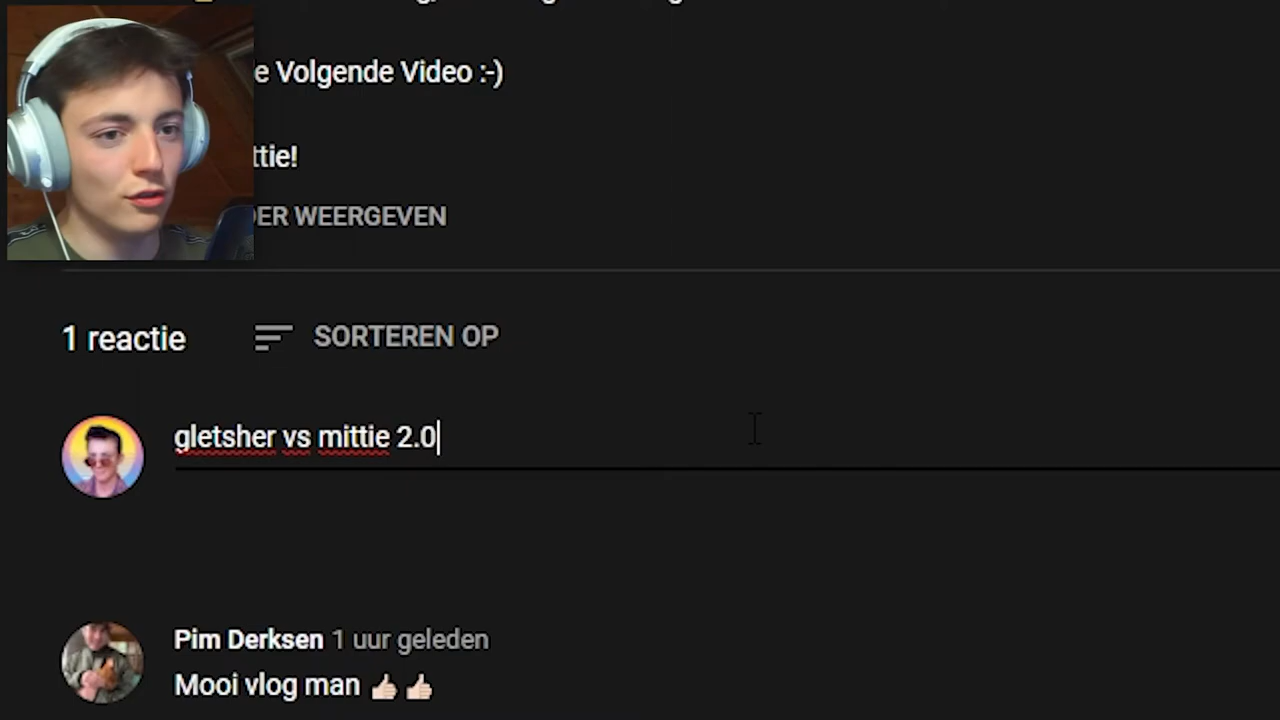 e Volgende Video :-)
ttie!
DER WEERGEVEN
1 reactie
SORTEREN OP
gletsher vs mittie 2.0
Pim Derksen 1 uur geleden
Mooi vlog man 👍🏻 👍🏻